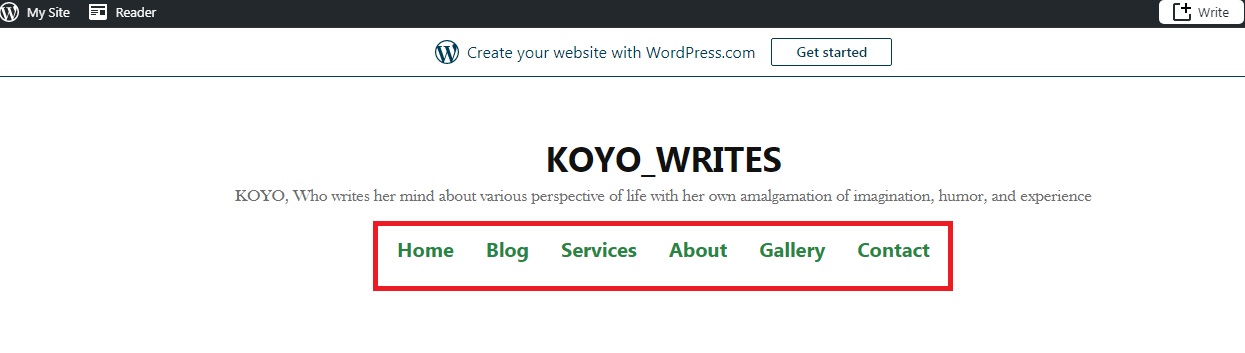 My Site Reader Write
Create your website with WordPress.com Get started
KOYO_WRITES
KOYO, Who writes her mind about various perspective of life with her own amalgamation of imagination, humor, and experience
Home Blog Services About Gallery Contact